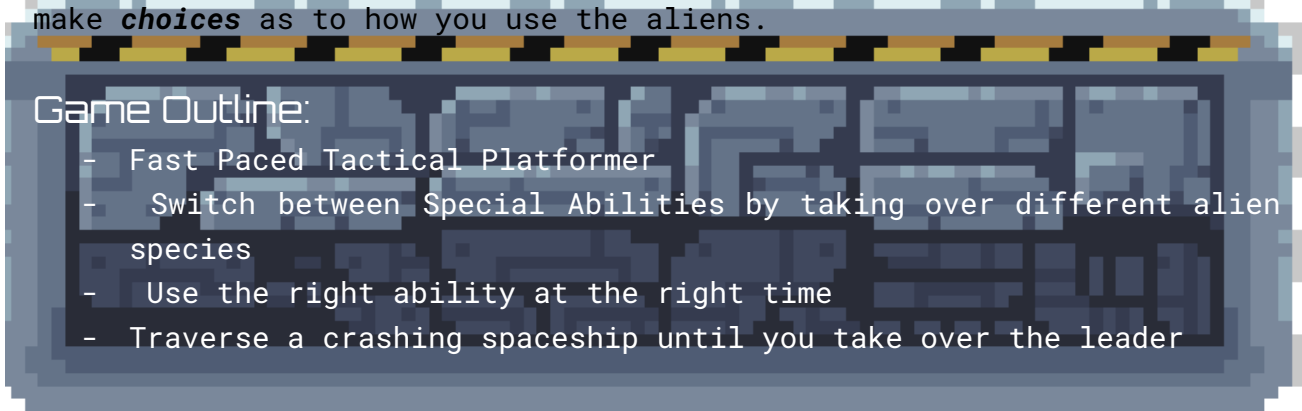 make choices as to how you use the aliens.
Game Outline:
- Fast Paced Tactical Platformer
- Switch between Special Abilities by taking over different alien
species
- Use the right ability at the right time
- Traverse a crashing spaceship until you take over the leader